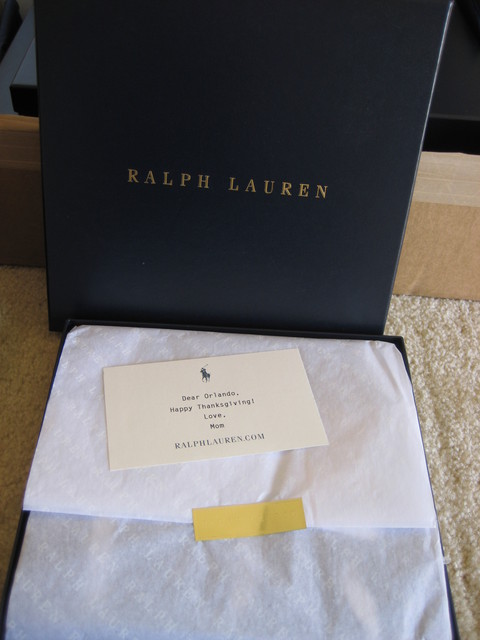 RALPH LAUREN
Dear Orlando,
Happy Thanksgiving!
Love,
Mom
RALPHLAUREN.COM